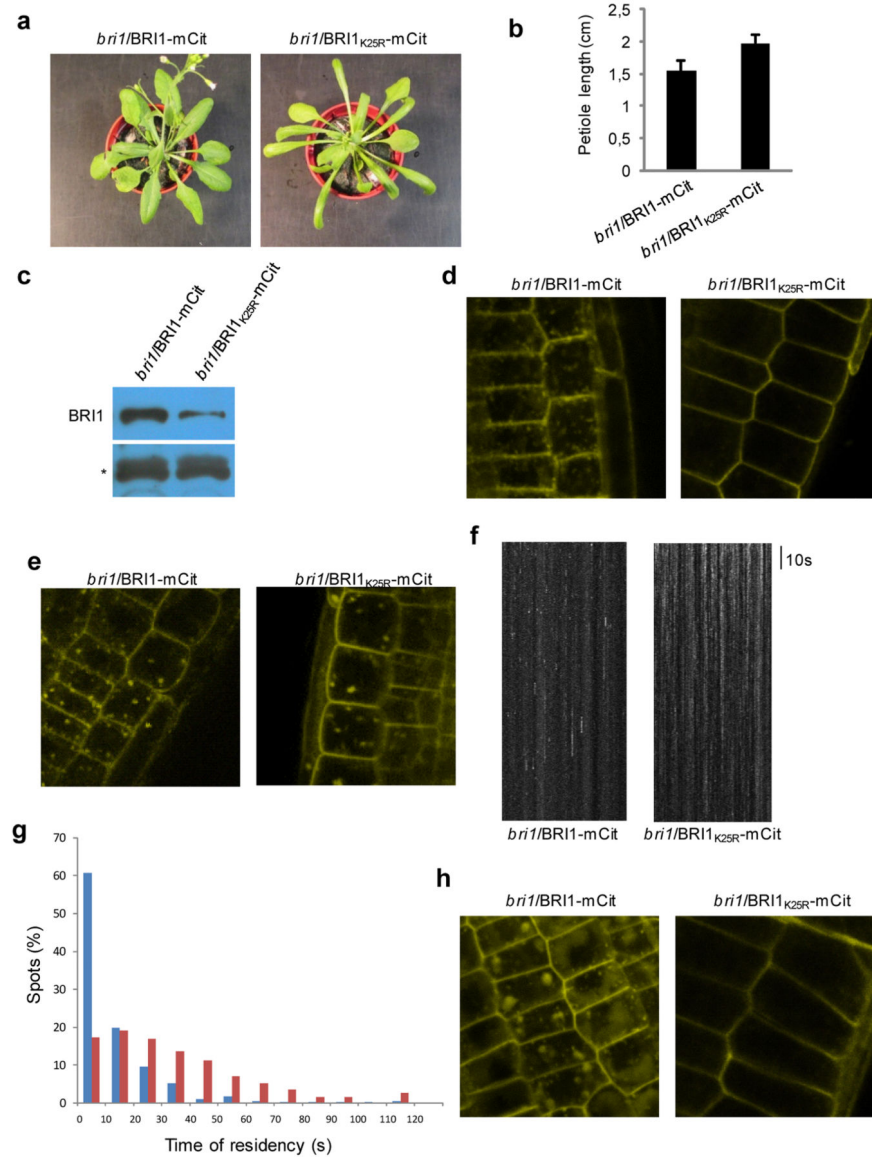 a
bri1/BRI1-mCit
bri1/BRI1K25R-mCit
b
Petiole length (cm)
2,5
2
1,5
1
0,5
0
bri1/BRI1-mCit
bri1/BRI1K25R-mCit
c
bri1/BRI1-mCit
bri1/BRI1K25R-mCit
BRI1
*
d
bri1/BRI1-mCit
bri1/BRI1K25R-mCit
e
bri1/BRI1-mCit
bri1/BRI1K25R-mCit
f
10s
bri1/BRI1-mCit
bri1/BRI1K25R-mCit
g
Spots (%)
70
60
50
40
30
20
10
0
0 10 20 30 40 50 60 70 80 90 100 110 120
Time of residency (s)
h
bri1/BRI1-mCit
bri1/BRI1K25R-mCit